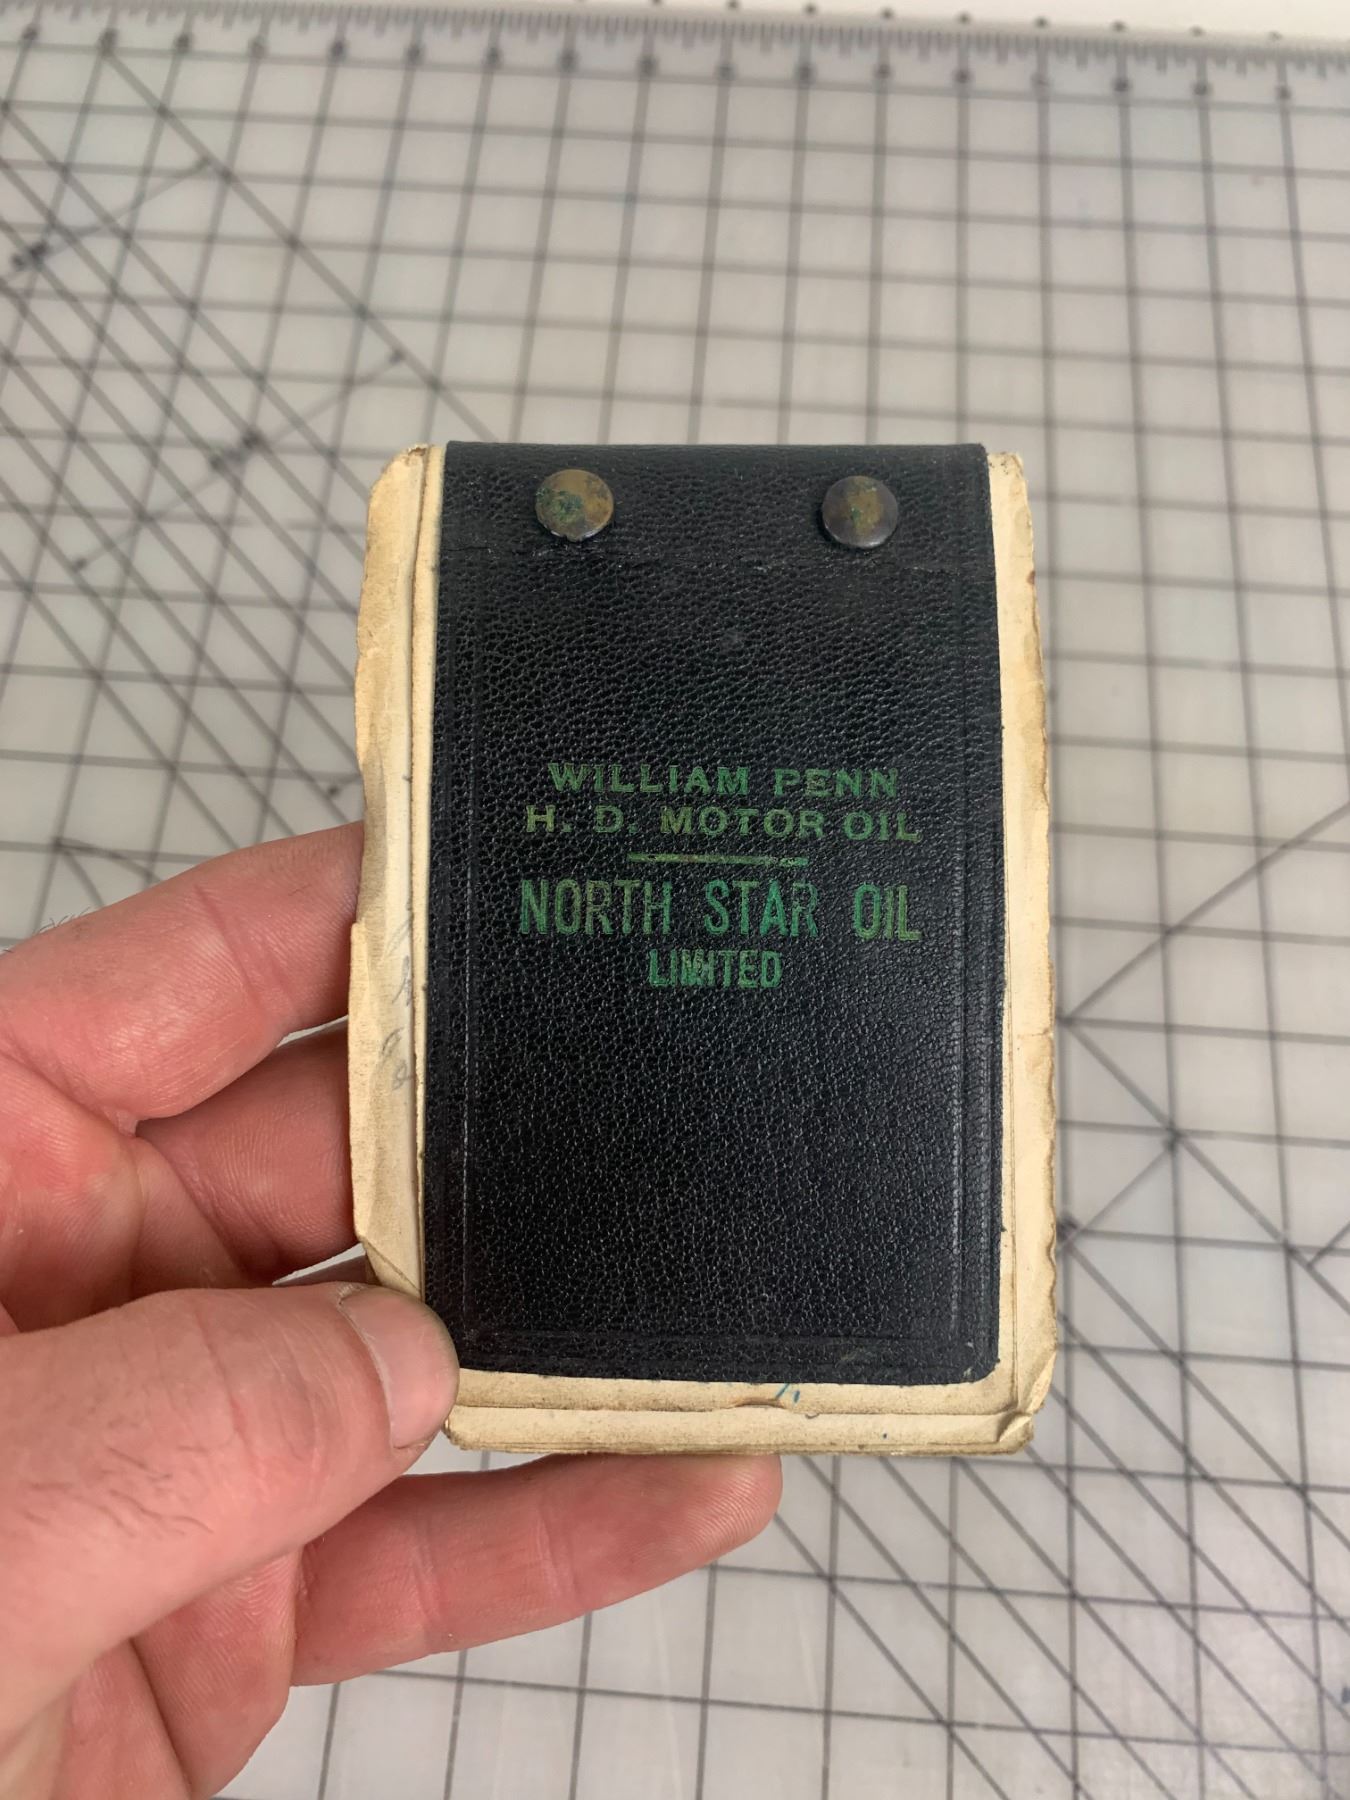 WILLIAM PENN
H. D. MOTOR OIL
NORTH STAR OIL
LIMITED